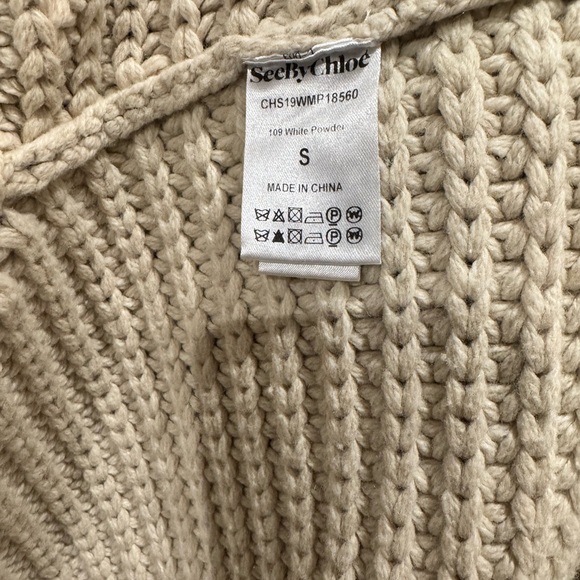 SeeByChloé
CHS19WMP18560
109 White Powder
S
MADE IN CHINA